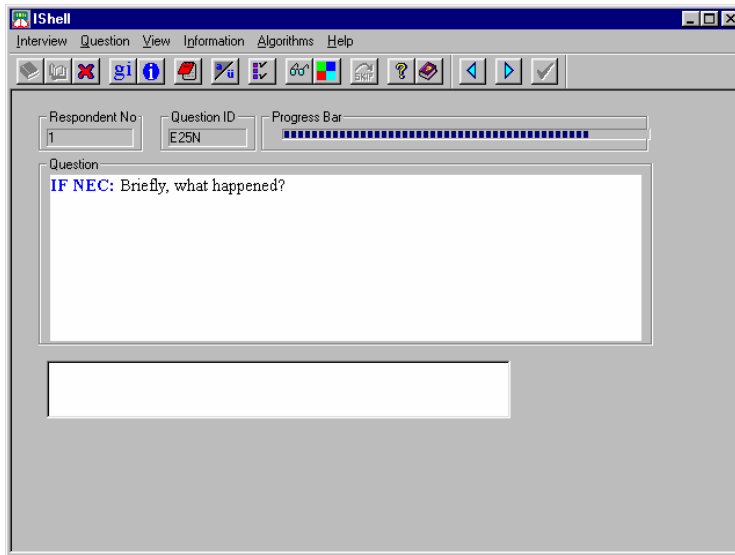 IShell
Interview Question View Information Algorithms Help
gi i a/ü SKIP ?
Respondent No Question ID Progress Bar
1 E25N
Question
IF NEC: Briefly, what happened?